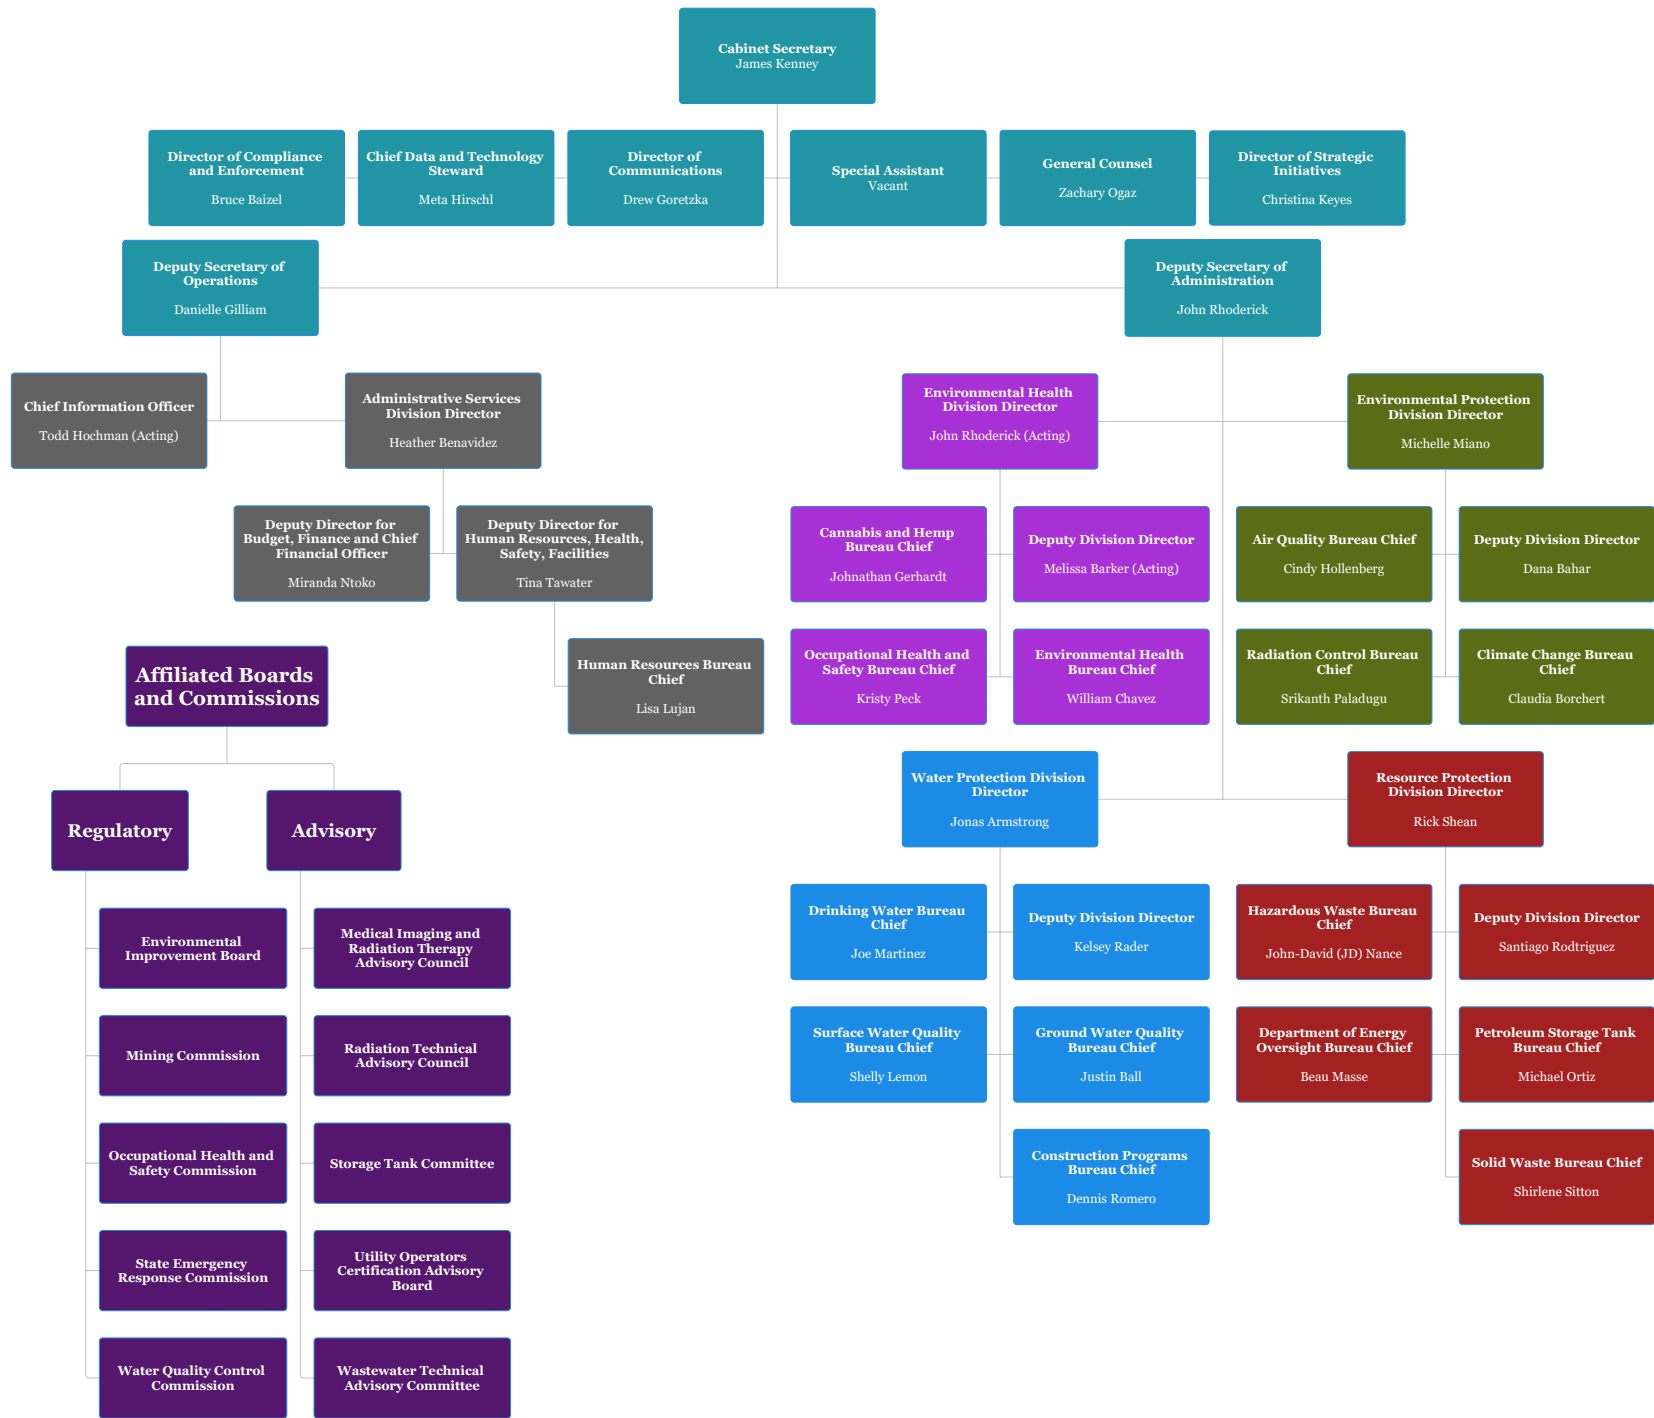 Cabinet Secretary
James Kenney
Director of Compliance
and Enforcement
Bruce Baizel
Chief Data and Technology
Steward
Meta Hirschl
Director of
Communications
Drew Goretzka
Special Assistant
Vacant
General Counsel
Zachary Ogaz
Director of Strategic
Initiatives
Christina Keyes
Deputy Secretary of
Operations
Danielle Gilliam
Deputy Secretary of
Administration
John Rhoderick
Chief Information Officer
Todd Hochman (Acting)
Administrative Services
Division Director
Heather Benavidez
Environmental Health
Division Director
John Rhoderick (Acting)
Environmental Protection
Division Director
Michelle Miano
Deputy Director for
Budget, Finance and Chief
Financial Officer
Miranda Ntoko
Deputy Director for
Human Resources, Health,
Safety, Facilities
Tina Tawater
Human Resources Bureau
Chief
Lisa Lujan
Cannabis and Hemp
Bureau Chief
Johnathan Gerhardt
Deputy Division Director
Melissa Barker (Acting)
Air Quality Bureau Chief
Cindy Hollenberg
Deputy Division Director
Dana Bahar
Occupational Health and
Safety Bureau Chief
Kristy Peck
Environmental Health
Bureau Chief
William Chavez
Radiation Control Bureau
Chief
Srikanth Paladugu
Climate Change Bureau
Chief
Claudia Borchert
Water Protection Division
Director
Jonas Armstrong
Resource Protection
Division Director
Rick Shean
Drinking Water Bureau
Chief
Joe Martinez
Deputy Division Director
Kelsey Rader
Hazardous Waste Bureau
Chief
John-David (JD) Nance
Deputy Division Director
Santiago Rodtriguez
Surface Water Quality
Bureau Chief
Shelly Lemon
Ground Water Quality
Bureau Chief
Justin Ball
Department of Energy
Oversight Bureau Chief
Beau Masse
Petroleum Storage Tank
Bureau Chief
Michael Ortiz
Construction Programs
Bureau Chief
Dennis Romero
Solid Waste Bureau Chief
Shirlene Sitton
Affiliated Boards
and Commissions
Regulatory
Advisory
Environmental
Improvement Board
Medical Imaging and
Radiation Therapy
Advisory Council
Mining Commission
Radiation Technical
Advisory Council
Occupational Health and
Safety Commission
Storage Tank Committee
State Emergency
Response Commission
Utility Operators
Certification Advisory
Board
Water Quality Control
Commission
Wastewater Technical
Advisory Committee